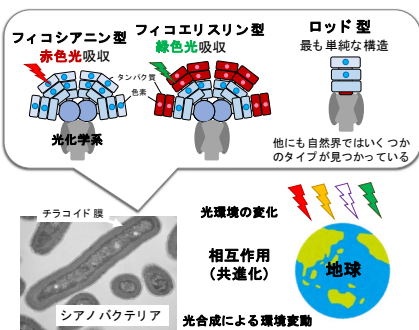 フィコシアニン型
赤色光吸収
フィコエリスリン型
緑色光吸収
ロッド型
最も単純な構造
タンパク質
色素
光化学系
他にも自然界ではいくつか
のタイプが見つかっている
チラコイド膜
シアノバクテリア
光環境の変化
相互作用
（共進化）
地球
光合成による環境変動